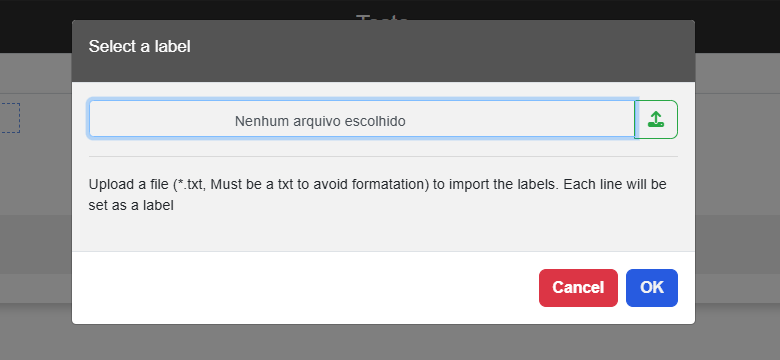 Select a label
Nenhum arquivo escolhido
Upload a file (*.txt, Must be a txt to avoid formatation) to import the labels. Each line will be
set as a label
Cancel
OK